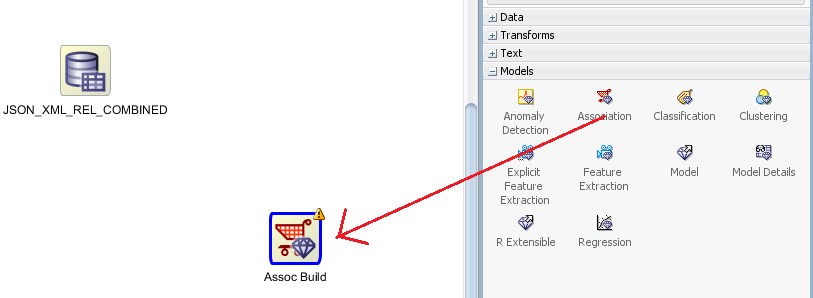 JSON_XML_REL_COMBINED
Assoc Build
Data
Transforms
Text
Models
Anomaly
Detection
Association
Classification
Clustering
Explicit
Feature
Extraction
Feature
Extraction
Model
Model Details
R Extensible
Regression